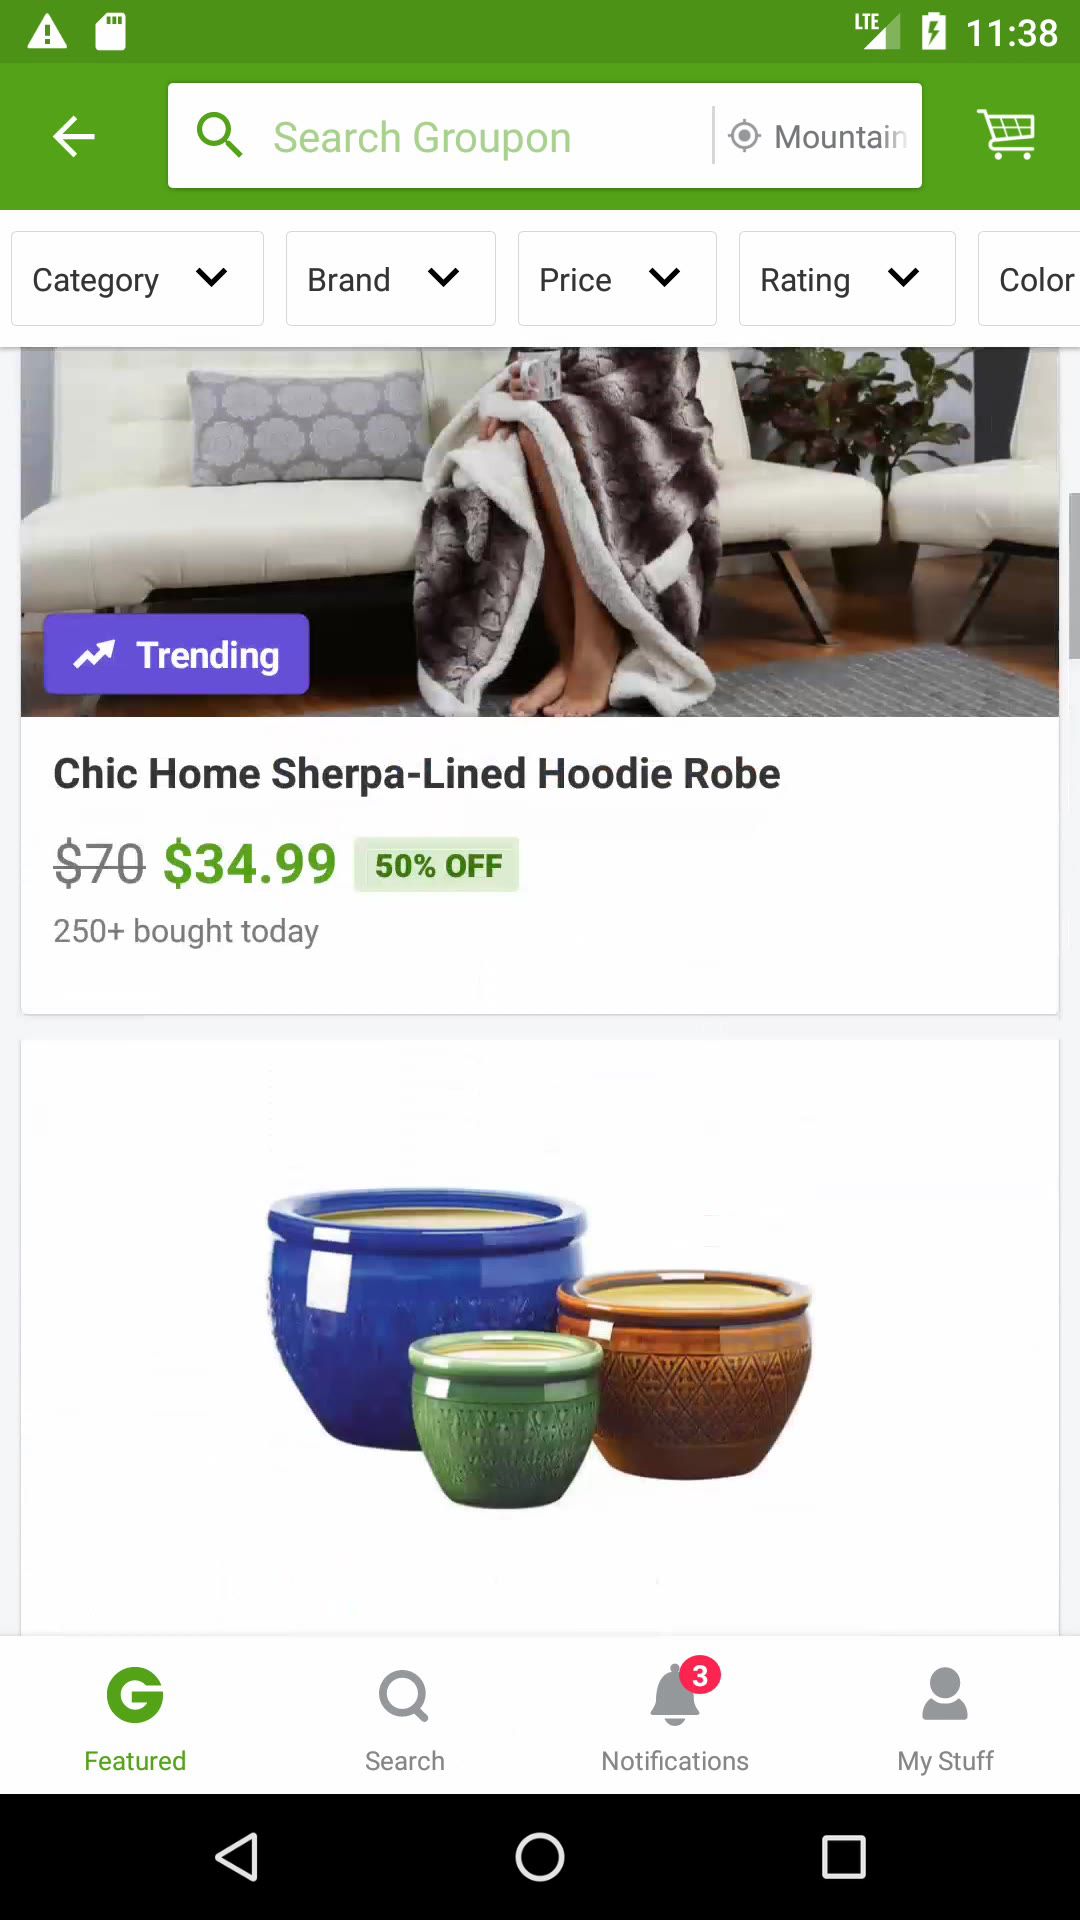 LTE 11:38
Search Groupon Mountain
Category Brand Price Rating Color
Trending
Chic Home Sherpa-Lined Hoodie Robe
$70 $34.99 50% OFF
250+ bought today
3
Featured Search Notifications My Stuff